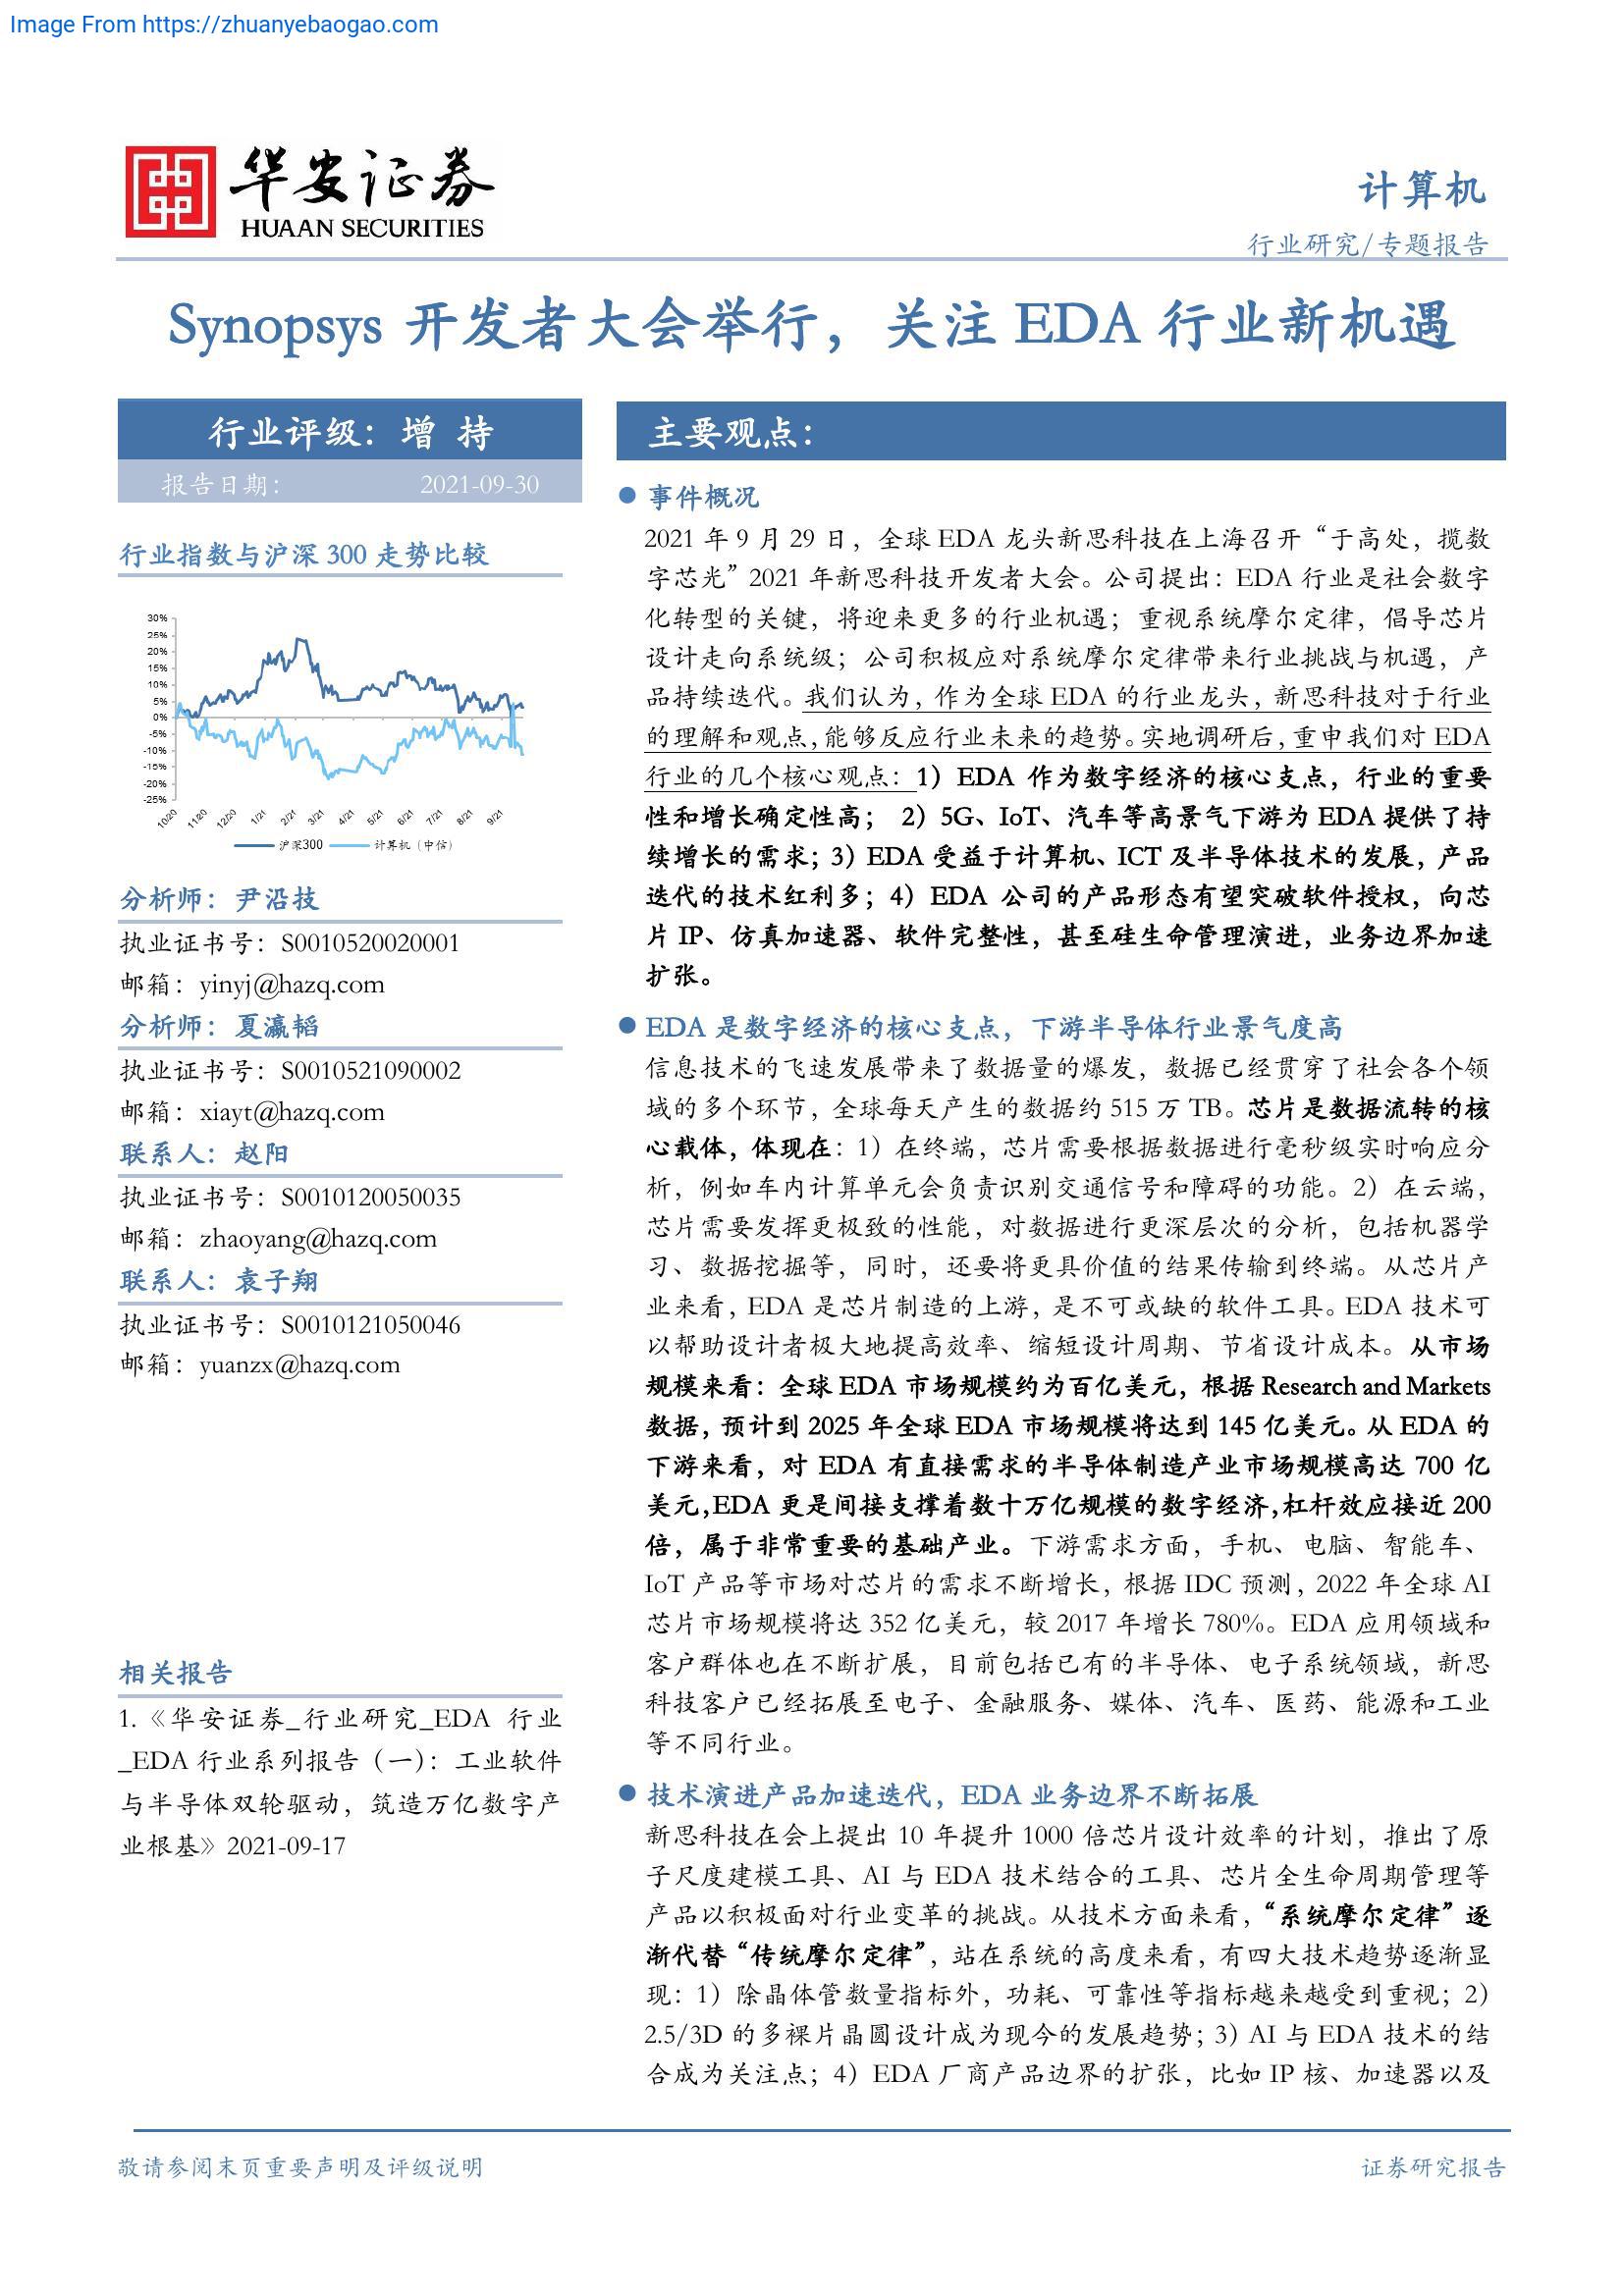 Image From https://zhuanyebaogao.com
华安证券
HUAAN SECURITIES
计算机
行业研究/专题报告
Synopsys 开发者大会举行，关注 EDA 行业新机遇
行业评级：增 持
报告日期： 2021-09-30
行业指数与沪深 300 走势比较
30%
25%
20%
15%
10%
5%
0%
-5%
-10%
-15%
-20%
-25%
10/20 11/20 12/20 1/21 2/21 3/21 4/21 5/21 6/21 7/21 8/21 9/21
沪深300 计算机（中信）
分析师：尹沿技
执业证书号：S0010520020001
邮箱：yinyj@hazq.com
分析师：夏瀛韬
执业证书号：S0010521090002
邮箱：xiayt@hazq.com
联系人：赵阳
执业证书号：S0010120050035
邮箱：zhaoyang@hazq.com
联系人：袁子翔
执业证书号：S0010121050046
邮箱：yuanzx@hazq.com
相关报告
1.《华安证券_行业研究_EDA 行业
_EDA 行业系列报告（一）：工业软件
与半导体双轮驱动，筑造万亿数字产
业根基》2021-09-17
主要观点：
事件概况
2021 年 9 月 29 日，全球 EDA 龙头新思科技在上海召开“于高处，揽数
字芯光”2021 年新思科技开发者大会。公司提出：EDA 行业是社会数字
化转型的关键，将迎来更多的行业机遇；重视系统摩尔定律，倡导芯片
设计走向系统级；公司积极应对系统摩尔定律带来行业挑战与机遇，产
品持续迭代。我们认为，作为全球 EDA 的行业龙头，新思科技对于行业
的理解和观点，能够反应行业未来的趋势。实地调研后，重申我们对 EDA
行业的几个核心观点：1）EDA 作为数字经济的核心支点，行业的重要
性和增长确定性高； 2）5G、IoT、汽车等高景气下游为 EDA 提供了持
续增长的需求；3）EDA 受益于计算机、ICT 及半导体技术的发展，产品
迭代的技术红利多；4）EDA 公司的产品形态有望突破软件授权，向芯
片 IP、仿真加速器、软件完整性，甚至硅生命管理演进，业务边界加速
扩张。
EDA 是数字经济的核心支点，下游半导体行业景气度高
信息技术的飞速发展带来了数据量的爆发，数据已经贯穿了社会各个领
域的多个环节，全球每天产生的数据约 515 万 TB。芯片是数据流转的核
心载体，体现在：1）在终端，芯片需要根据数据进行毫秒级实时响应分
析，例如车内计算单元会负责识别交通信号和障碍的功能。2）在云端，
芯片需要发挥更极致的性能，对数据进行更深层次的分析，包括机器学
习、数据挖掘等，同时，还要将更具价值的结果传输到终端。从芯片产
业来看，EDA 是芯片制造的上游，是不可或缺的软件工具。EDA 技术可
以帮助设计者极大地提高效率、缩短设计周期、节省设计成本。从市场
规模来看：全球 EDA 市场规模约为百亿美元，根据 Research and Markets
数据，预计到 2025 年全球 EDA 市场规模将达到 145 亿美元。从 EDA 的
下游来看，对 EDA 有直接需求的半导体制造产业市场规模高达 700 亿
美元，EDA 更是间接支撑着数十万亿规模的数字经济，杠杆效应接近 200
倍，属于非常重要的基础产业。下游需求方面，手机、电脑、智能车、
IoT 产品等市场对芯片的需求不断增长，根据 IDC 预测，2022 年全球 AI
芯片市场规模将达 352 亿美元，较 2017 年增长 780%。EDA 应用领域和
客户群体也在不断扩展，目前包括已有的半导体、电子系统领域，新思
科技客户已经拓展至电子、金融服务、媒体、汽车、医药、能源和工业
等不同行业。
技术演进产品加速迭代，EDA 业务边界不断拓展
新思科技在会上提出 10 年提升 1000 倍芯片设计效率的计划，推出了原
子尺度建模工具、AI 与 EDA 技术结合的工具、芯片全生命周期管理等
产品以积极面对行业变革的挑战。从技术方面来看，“系统摩尔定律”逐
渐代替“传统摩尔定律”，站在系统的高度来看，有四大技术趋势逐渐显
现：1）除晶体管数量指标外，功耗、可靠性等指标越来越受到重视；2）
2.5/3D 的多裸片晶圆设计成为现今的发展趋势；3）AI 与 EDA 技术的结
合成为关注点；4）EDA 厂商产品边界的扩张，比如 IP 核、加速器以及
敬请参阅末页重要声明及评级说明
证券研究报告